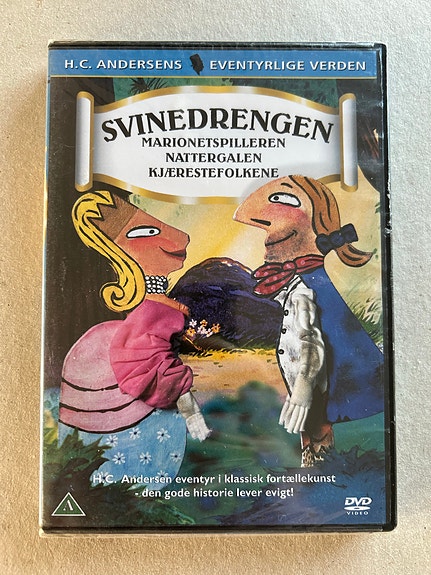 H.C. ANDERSENS EVENTYRLIGE VERDEN
SVINEDRENGEN
MARIONETSPILLEREN
NATTERGALEN
KJÆRESTEFOLKENE
H.C. Andersen eventyr i klassisk fortællekunst
- den gode historie lever evigt!
A
DVD
VIDEO